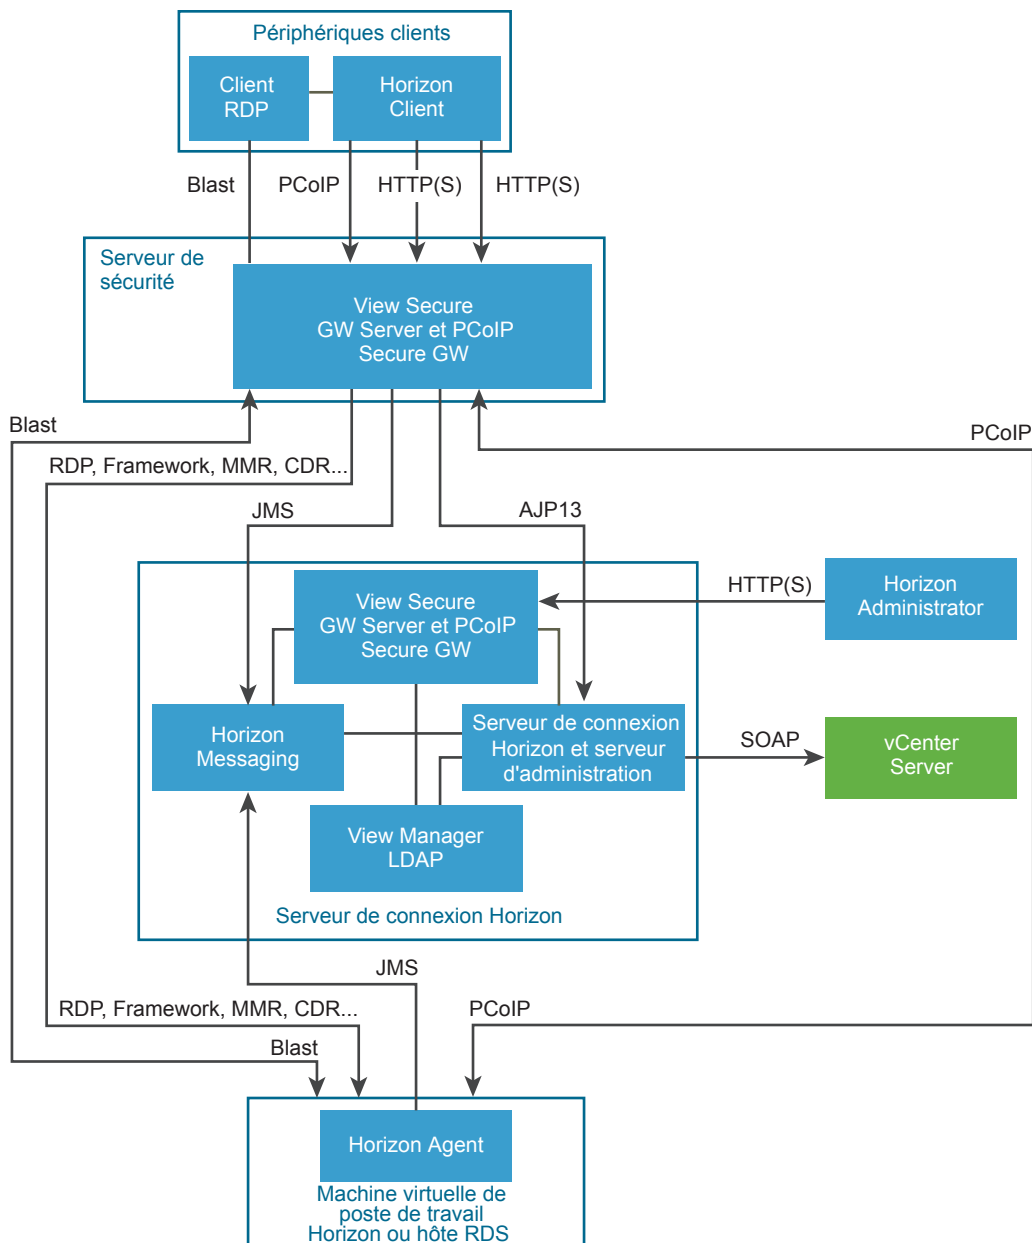 Périphériques clients
Client
RDP
Horizon
Client
Blast
PCoIP
HTTP(S)
HTTP(S)
Serveur de
sécurité
View Secure
GW Server et PCoIP
Secure GW
Blast
PCoIP
RDP, Framework, MMR, CDR...
JMS
AJP13
View Secure
GW Server et PCoIP
Secure GW
HTTP(S)
Horizon
Administrator
Horizon
Messaging
Serveur de connexion
Horizon et serveur
d'administration
SOAP
vCenter
Server
View Manager
LDAP
Serveur de connexion Horizon
JMS
RDP, Framework, MMR, CDR...
PCoIP
Blast
Horizon Agent
Machine virtuelle de
poste de travail
Horizon ou hôte RDS